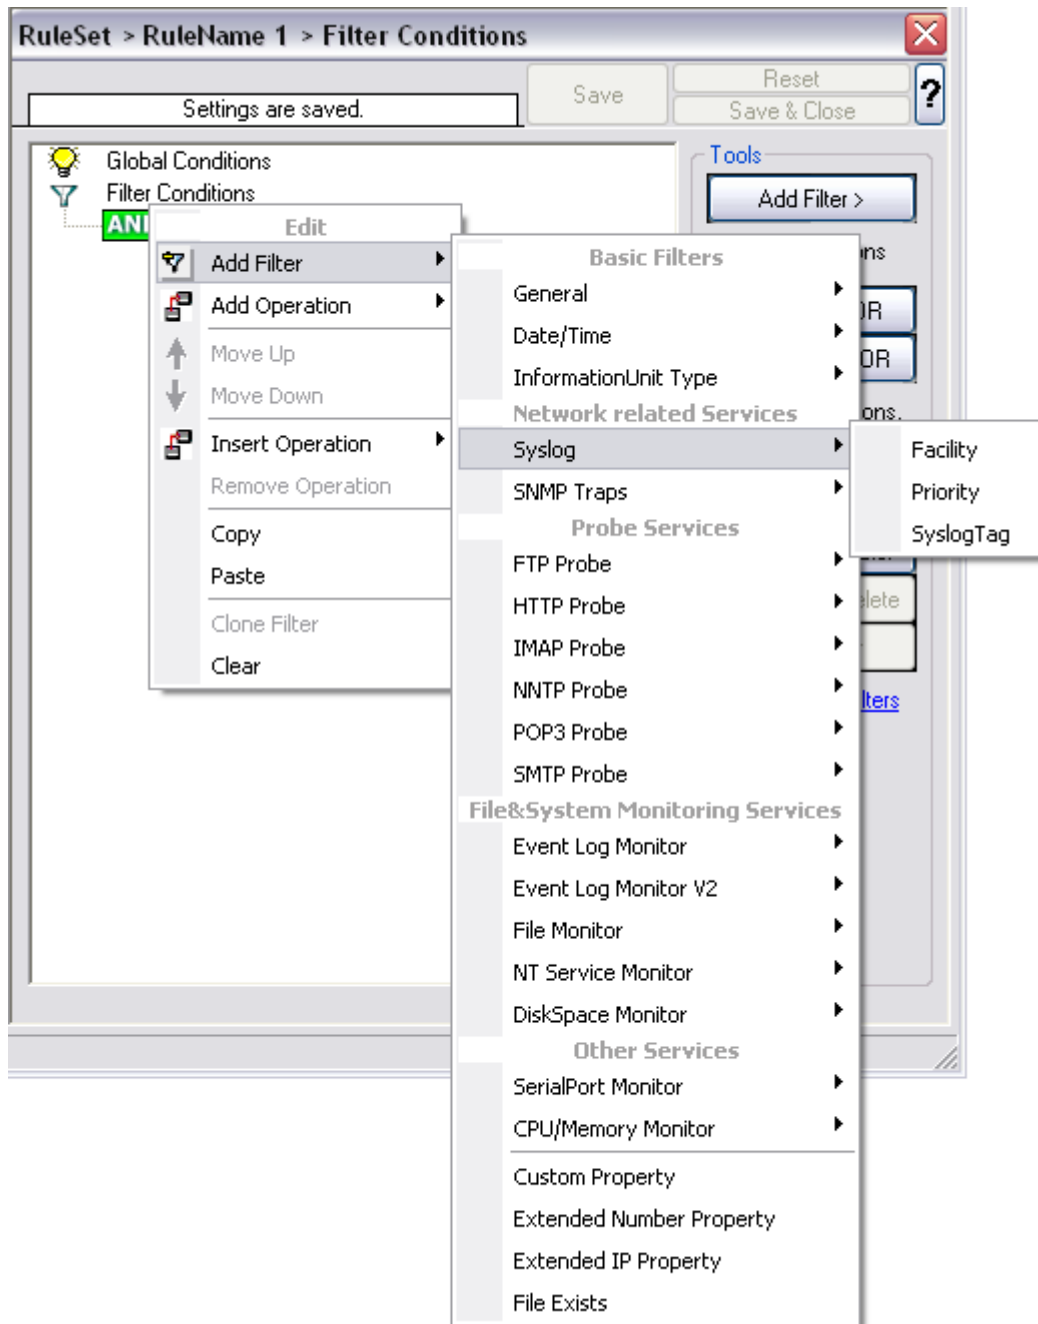 RuleSet > RuleName 1 > Filter Conditions
Settings are saved.
Save
Reset
Save & Close
?
Global Conditions
Filter Conditions
Tools
Add Filter >
Edit
Add Filter
Add Operation
Move Up
Move Down
Insert Operation
Remove Operation
Copy
Paste
Clone Filter
Clear
Basic Filters
General
Date/Time
InformationUnit Type
Network related Services
Syslog
SNMP Traps
Probe Services
FTP Probe
HTTP Probe
IMAP Probe
NNTP Probe
POP3 Probe
SMTP Probe
File&System Monitoring Services
Event Log Monitor
Event Log Monitor V2
File Monitor
NT Service Monitor
DiskSpace Monitor
Other Services
SerialPort Monitor
CPU/Memory Monitor
Custom Property
Extended Number Property
Extended IP Property
File Exists
Facility
Priority
SyslogTag